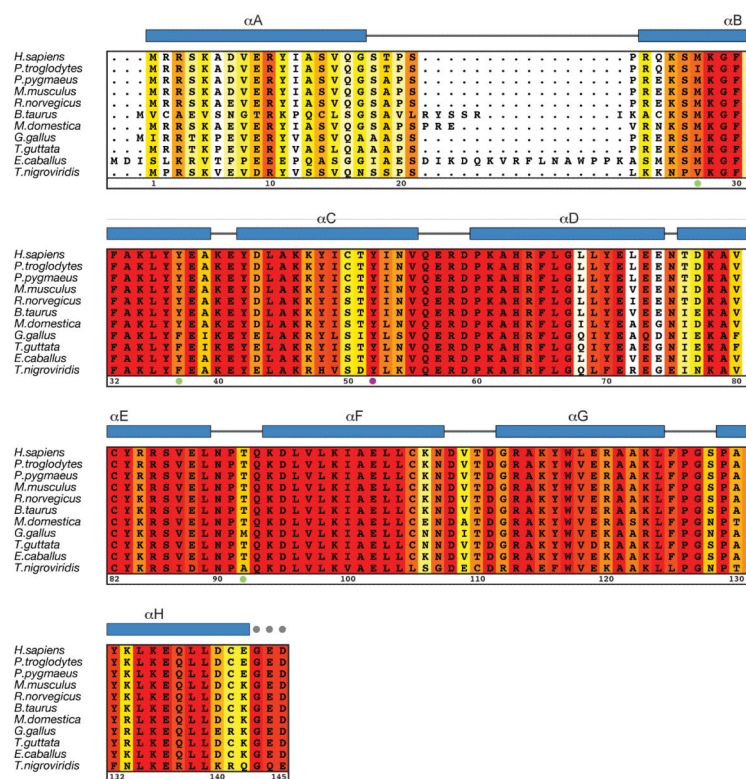 αA αB
H.sapiens . . . M R R S K A D V E R Y I A S V Q G S T P S . . . . . . . . . . . . . . . . P R Q K S M K G F
P.troglodytes . . . M R R S K A D V E R Y I A S V Q G S T P S . . . . . . . . . . . . . . . . P R Q K S I K G F
P.pygmaeus . . . M R R S K A D V E R Y I A S V Q G S T P S . . . . . . . . . . . . . . . . P R Q K S M K G F
M.musculus . . . M R R S K A D V E R Y V A S V Q G S A P S . . . . . . . . . . . . . . . . P R E K S M K G F
R.norvegicus . . . M R R S K A E V E R Y V A S V Q G S A P S . . . . . . . . . . . . . . . . P R E K S M K G F
B.taurus . . M V C A E V S N G T R K P Q C L S G S A V L R Y S S R . . . . . . . . . . I K A C K S M K G F
M.domestica . . . M R R S K A E V E R Y I A S V Q G S A P S P R E . . . . . . . . . . . . . V R N K S M K G F
G.gallus . . M I R R T K P E V E R Y V A S V Q A A A S . . . . . . . . . . . . . . . . P R E K S M K G F
T.guttata . . . M R R T K P E V E R Y V A S L Q A A A S . . . . . . . . . . . . . . . . P R E K S L K G F
E.caballus M D I S L K R V T P P E E E P Q A S G G I A E S D I K D Q K V R F L N A W P P K A S M K S M K G F
T.nigroviridis . . . M P R S K V E V D R Y V S S V Q N S S P S . . . . . . . . . . . . . . . . L K K N P V K G F
1 10 20 30
αC αD
H.sapiens F A K L Y Y E A K E Y D L A K K Y I C T Y I N V Q E R D P K A H R F L G L L Y E L E E N T D K A V
P.troglodytes F A K L Y Y E A K E Y D L A K K Y I C T Y I N V Q E R D P K A H R F L G L L Y E L E E N T D K A V
P.pygmaeus F A K L Y Y E A K E Y D L A K K Y I C T Y I N V Q E R D P K A H R F L G L L Y E L E E N T D K A V
M.musculus F A K L Y Y E A K E Y D L A K K Y I S T Y I N V Q E R D P K A H R F L G L L Y E I E E N T D K A V
R.norvegicus F A K L Y Y E A K E Y D L A K K Y I S T Y I N V Q E R D P K A H R F L G L L Y E I E E N T D K A V
B.taurus F A K L Y Y E A K E Y D L A K K Y I S T Y I N V Q E R D P K A H R F L G L L Y E V E E N I D K A V
M.domestica F A K L Y Y E A K E Y D L A K R Y I S T Y I N V Q E R D P K A H R F L G I L Y E A E G N I E K A V
G.gallus F A K L Y F E I K E Y E L A K R Y L S I Y L S V Q E R D P K A H R F L G Q I Y E A Q D N I E K A F
T.guttata F A K L Y F E I K E Y E L A K R Y I S T Y L N V Q E R D P K A H R F L G Q I Y E A E G N I E K A F
E.caballus F A K L Y Y E A K E Y D L A K K Y I S T Y I N V Q E R D P K A H R F L G L L Y E V E E N T D K A V
T.nigroviridis F A K L Y F E A K E Y E L A K R H V S D Y L K V Q E R D P K A H R F L G L L Y E R E G E I N K A V
32 40 50 60 70 80
αE αF αG
H.sapiens C Y R R S V E L N P T Q K D L V L K I A E L L C K N D V T D G R A K Y W L E R A A K L F P G S P A
P.troglodytes C Y R R S V E L N P T Q K D L V L K I A E L L C K N D V T D G R A K Y W L E R A A K L F P G S P A
P.pygmaeus C Y R R S V E L N P T Q K D L V L K I A E L L C K N D V T D G R A K Y W V E R A A K L F P G S P A
M.musculus C Y K R S V E L N P T Q K D L V L K I A E L L C K N D V T D G R A K Y W V E R A A K L F P G S P A
R.norvegicus C Y K R S V E L N P T Q K D L V L K I A E L L C K N D V T D G R A K Y W V E R A A K L F P G S P A
B.taurus C Y K R S V E L N P T Q K D L V L K I A E L L C K N D V T D G R A K Y W V E R A A K L F P G S P A
M.domestica C Y K R S V E L N P T Q K D L V L K I A E L L C E N D A T D G R A K Y W V E R A S K L F P G N P T
G.gallus C Y K R S V E L N P M Q K D L V L K I A E L L C N N D I T D G R A K Y W V E R A A K L F P G S P A
T.guttata C Y K R S V E L N P T Q K D L V L K I A E L L C N N D V T D G R A K Y W V E R A A K L F P G S P A
E.caballus C Y K R S V E L N P T Q K D L V L K I A E L L C K N D V T D G R A K Y W V E R A A K L F P G S P A
T.nigroviridis C Y K R S I D L N P A Q K D L V L K V A E L L L S G D E C D R R A E F W V E K A A K L L P G N P T
82 90 100 110 120 130
αH
H.sapiens Y K L K E Q L L D C E G E D
P.troglodytes Y K L K E Q L L D C E G E D
P.pygmaeus Y K L K E Q L L D C E G E D
M.musculus Y K L K E Q L L D C K G E D
R.norvegicus Y K L K E Q L L D C K G E D
B.taurus Y K L K E Q L L D C K G E D
M.domestica Y R L K E Q L L D C K G E D
G.gallus Y R L K E Q L L E R K G E D
T.guttata Y R L K E Q L L D C K G E D
E.caballus Y K L K E Q L L D C K G E D
T.nigroviridis F N L K E R L L K R Q G Q E
132 140 145